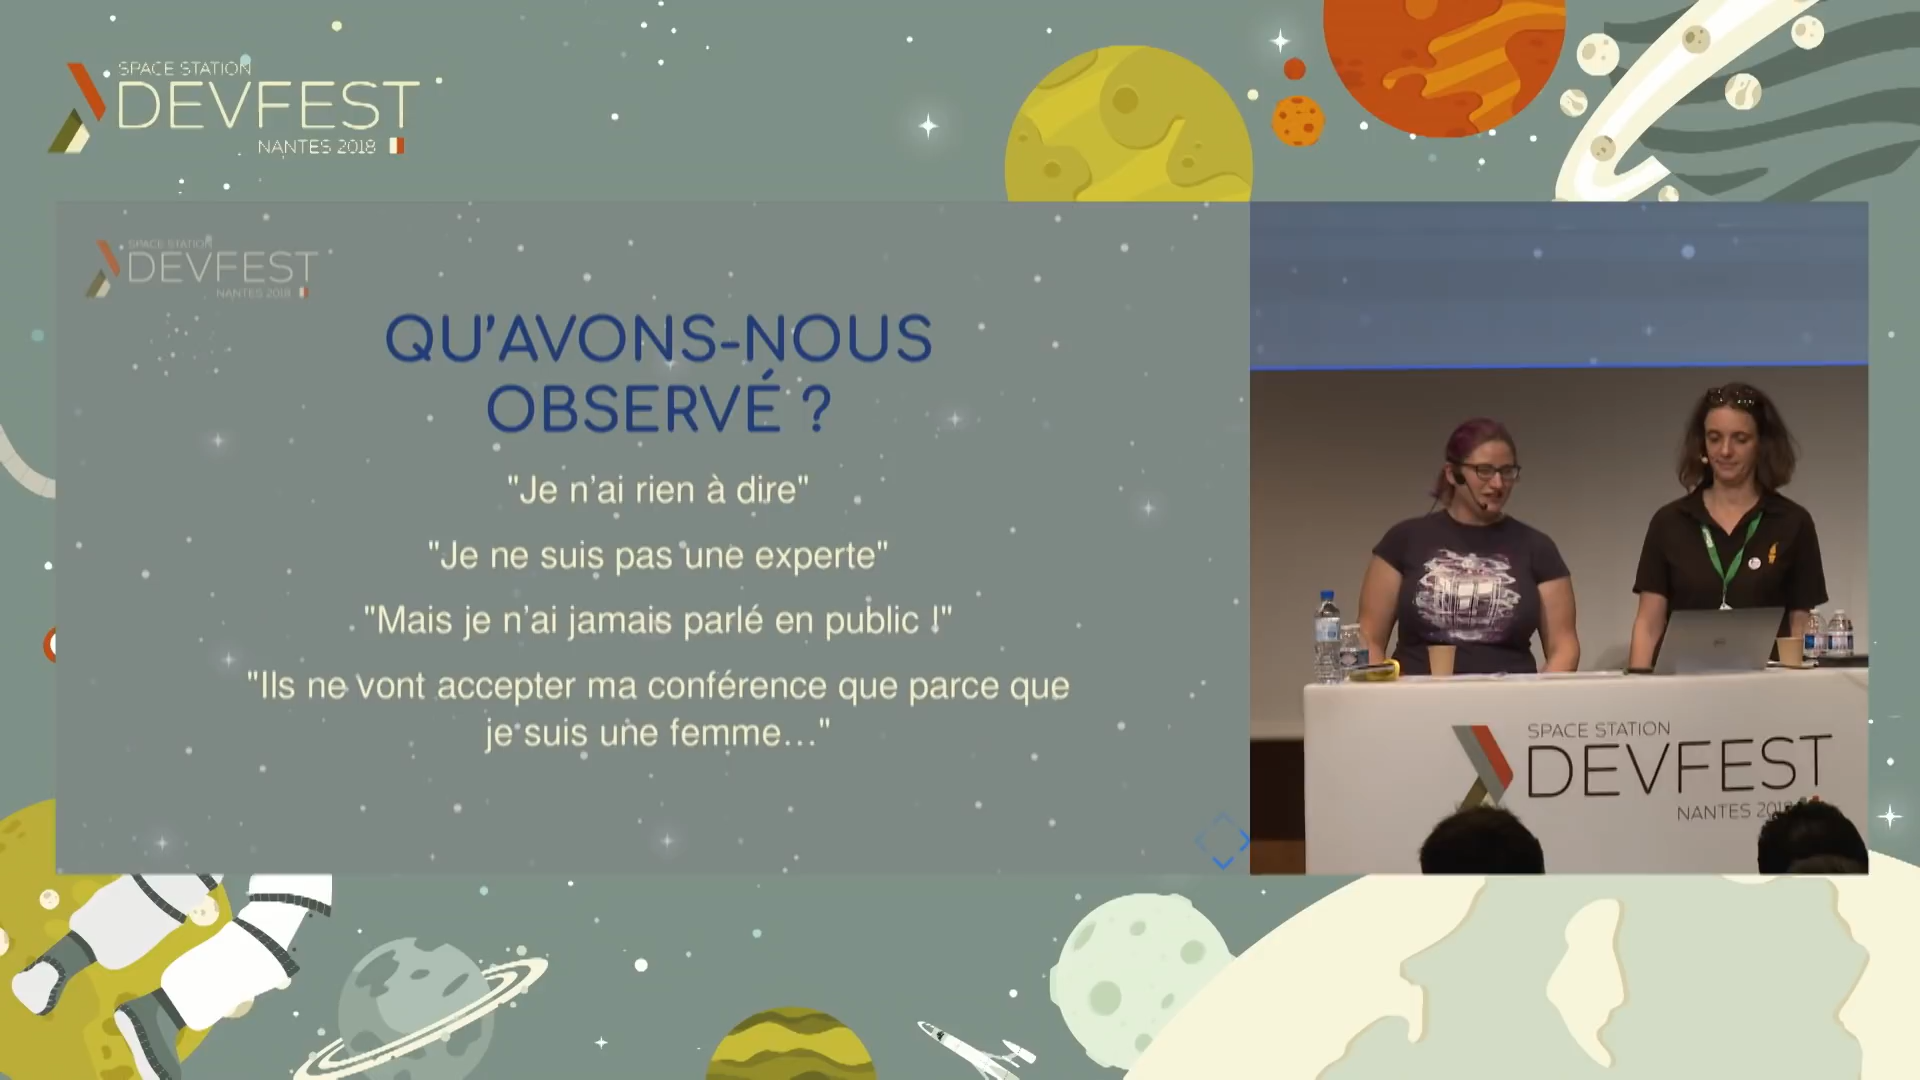 SPACE STATION
DEVFEST
NANTES 2018
SPACE STATION
DEVFEST
NANTES 2018
QU'AVONS-NOUS
OBSERVÉ ?
"Je n'ai rien à dire"
"Je ne suis pas une experte"
"Mais je n'ai jamais parlé en public !"
"Ils ne vont accepter ma conférence que parce que
je suis une femme..."
SPACE STATION
DEVFEST
NANTES 2018